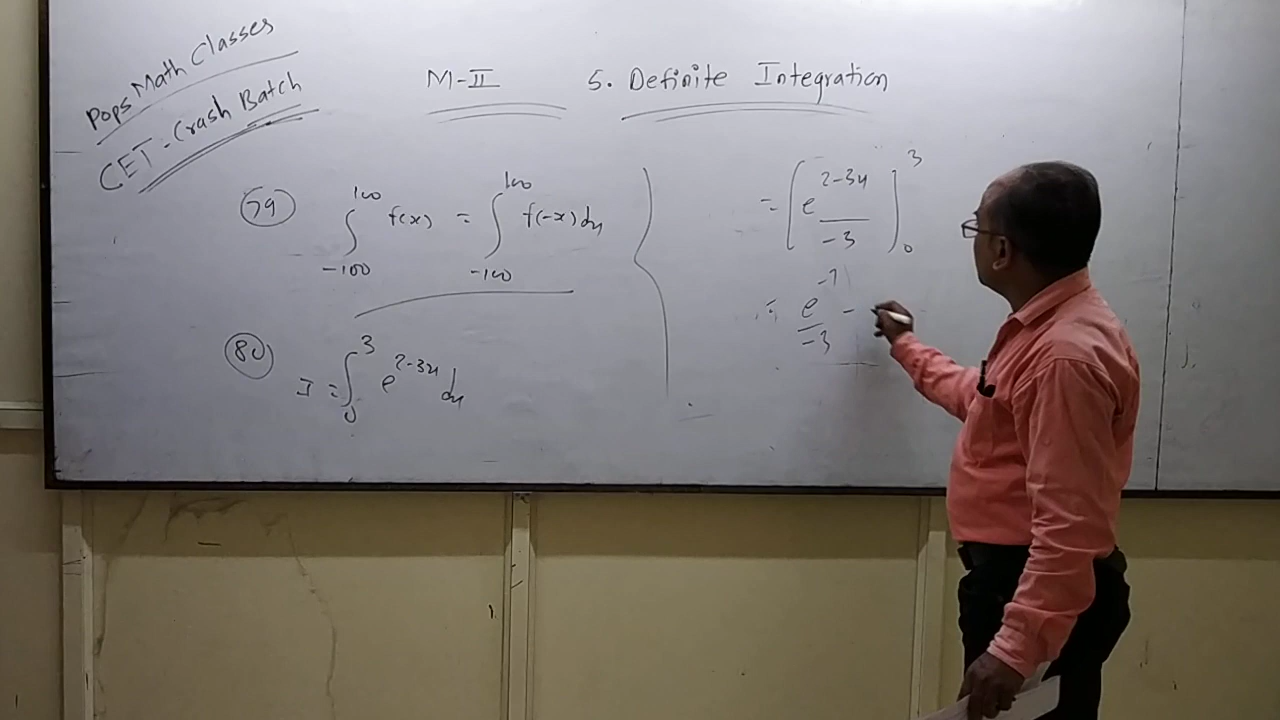 Pops Math Classes
CET - Crash Batch
M-II
5. Definite Integration
79 ∫_{-100}^{100} f(x) = ∫_{-100}^{100} f(-x) dx
80 I = ∫_0^3 e^{2-3x} dx
= [e^{2-3x} / -3]_0^3
= e^{-7} / -3 -